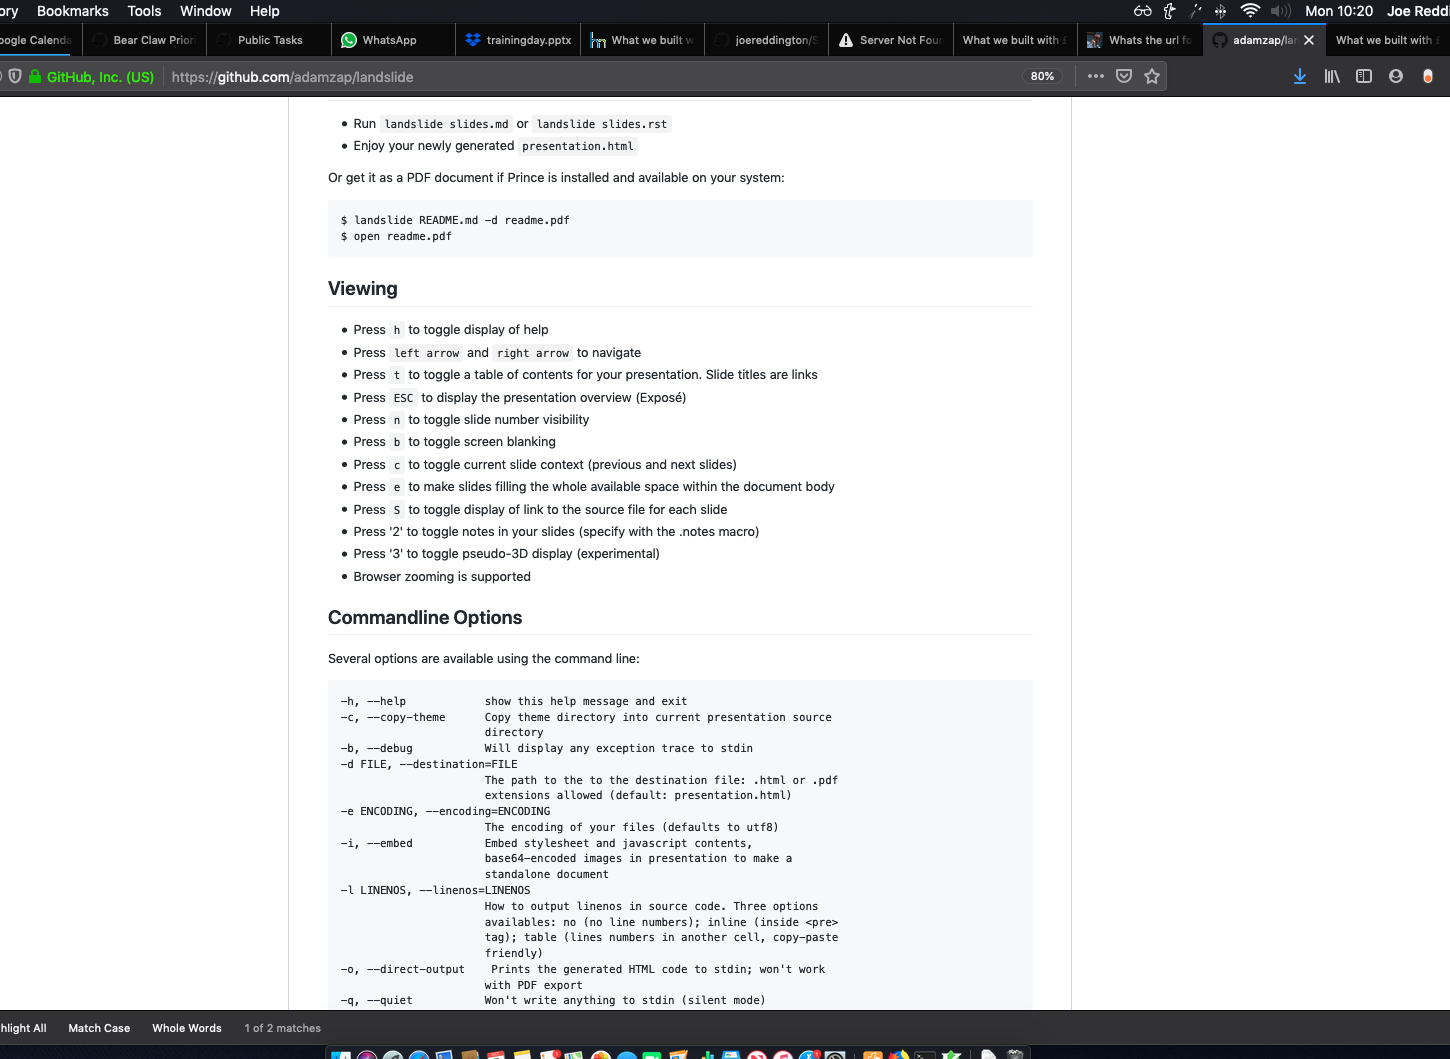 ory Bookmarks Tools Window Help Mon 10:20 Joe Reddi
oogle Calenda Bear Claw Prior Public Tasks WhatsApp trainingday.pptx What we built w joereddington/S Server Not Foun What we built with £ Whats the url fo adamzap/lan What we built with £
GitHub, Inc. (US) https://github.com/adamzap/landslide 80%
• Run landslide slides.md or landslide slides.rst
• Enjoy your newly generated presentation.html
Or get it as a PDF document if Prince is installed and available on your system:
$ landslide README.md -d readme.pdf
$ open readme.pdf
Viewing
• Press h to toggle display of help
• Press left arrow and right arrow to navigate
• Press t to toggle a table of contents for your presentation. Slide titles are links
• Press ESC to display the presentation overview (Exposé)
• Press n to toggle slide number visibility
• Press b to toggle screen blanking
• Press c to toggle current slide context (previous and next slides)
• Press e to make slides filling the whole available space within the document body
• Press S to toggle display of link to the source file for each slide
• Press '2' to toggle notes in your slides (specify with the .notes macro)
• Press '3' to toggle pseudo-3D display (experimental)
• Browser zooming is supported
Commandline Options
Several options are available using the command line:
-h, --help show this help message and exit
-c, --copy-theme Copy theme directory into current presentation source
directory
-b, --debug Will display any exception trace to stdin
-d FILE, --destination=FILE
The path to the to the destination file: .html or .pdf
extensions allowed (default: presentation.html)
-e ENCODING, --encoding=ENCODING
The encoding of your files (defaults to utf8)
-i, --embed Embed stylesheet and javascript contents,
base64-encoded images in presentation to make a
standalone document
-l LINENOS, --linenos=LINENOS
How to output linenos in source code. Three options
availables: no (no line numbers); inline (inside <pre>
tag); table (lines numbers in another cell, copy-paste
friendly)
-o, --direct-output Prints the generated HTML code to stdin; won't work
with PDF export
-q, --quiet Won't write anything to stdin (silent mode)
hlight All Match Case Whole Words 1 of 2 matches